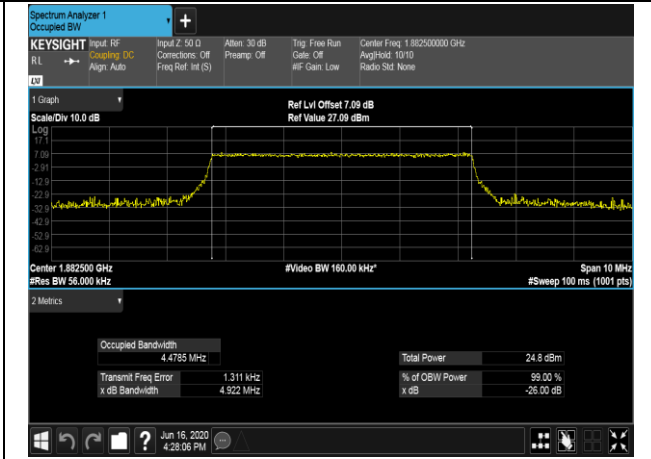 Spectrum Analyzer 1
Occupied BW
+
KEYSIGHT Input: RF Input Z: 50 Ω Atten: 30 dB Trig: Free Run Center Freq: 1.882500000 GHz
RL Coupling: DC Corrections: Off Preamp: Off Gate: Off Avg|Hold: 10/10
Align: Auto Freq Ref: Int (S) #IF Gain: Low Radio Std: None
LXI
1 Graph
Ref Lvl Offset 7.09 dB
Scale/Div 10.0 dB Ref Value 27.09 dBm
Log
17.1
7.09
-2.91
-12.9
-22.9
-32.9
-42.9
-52.9
-62.9
Center 1.882500 GHz #Video BW 160.00 kHz* Span 10 MHz
#Res BW 56.000 kHz #Sweep 100 ms (1001 pts)
2 Metrics
Occupied Bandwidth
4.4785 MHz Total Power 24.8 dBm
Transmit Freq Error 1.311 kHz % of OBW Power 99.00 %
x dB Bandwidth 4.922 MHz x dB -26.00 dB
? Jun 16, 2020
4:28:06 PM